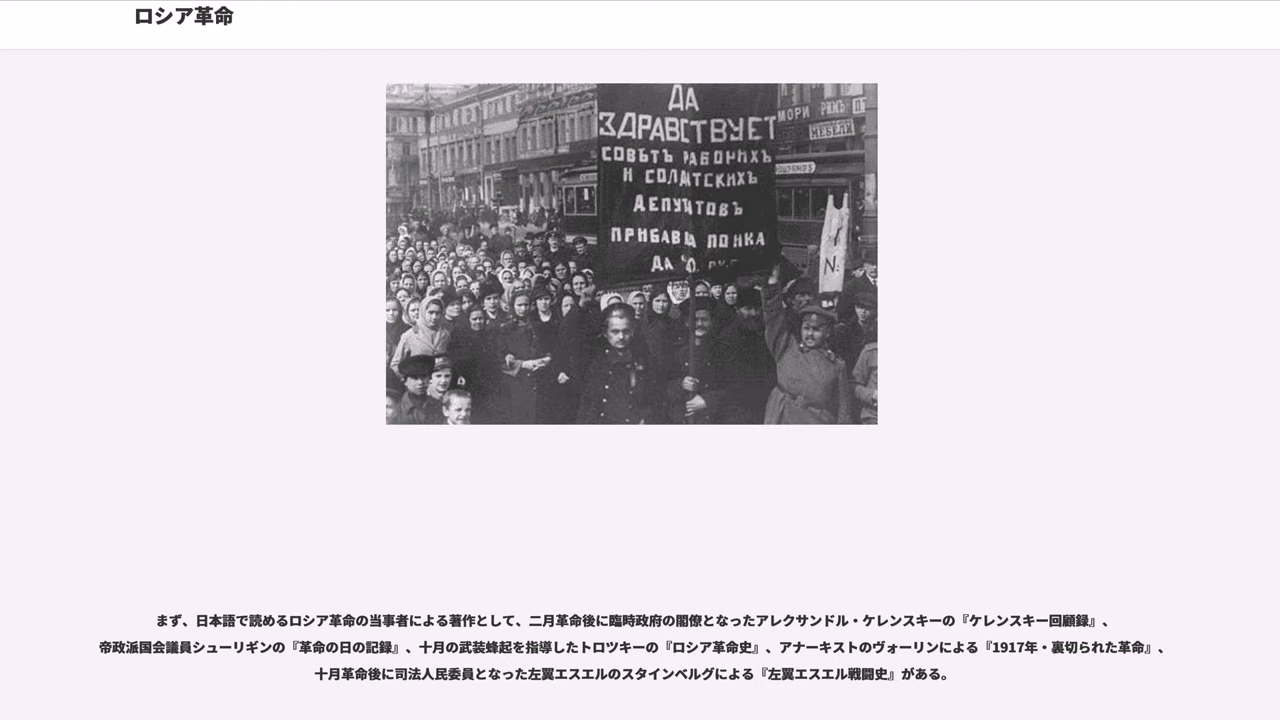 ロシア革命
ДА
ЗДРАВСТВУЕТ
МОРИ РИМЪ
МЕБЕЛИ
СОВѢТЪ РАБОЧИХЪ
И СОЛДАТСКИХЪ
ДЕПУТАТОВЪ
ПРИБАВЦ ПОИКА
ДА
N:
まず、日本語で読めるロシア革命の当事者による著作として、二月革命後に臨時政府の閣僚となったアレクサンドル・ケレンスキーの『ケレンスキー回顧録』、
帝政派国会議員シューリギンの『革命の日の記録』、十月の武装蜂起を指導したトロツキーの『ロシア革命史』、アナーキストのヴォーリンによる『1917年・裏切られた革命』、
十月革命後に司法人民委員となった左翼エスエルのスタインベルグによる『左翼エスエル戦闘史』がある。